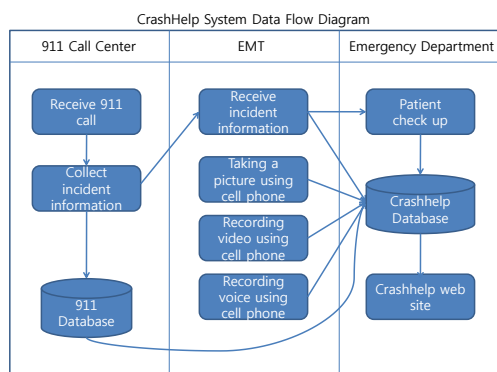 CrashHelp System Data Flow Diagram
911 Call Center
EMT
Emergency Department
Receive 911
call
Collect
incident
information
911
Database
Receive
incident
information
Taking a
picture using
cell phone
Recording
video using
cell phone
Recording
voice using
cell phone
Patient
check up
Crashhelp
Database
Crashhelp web
site